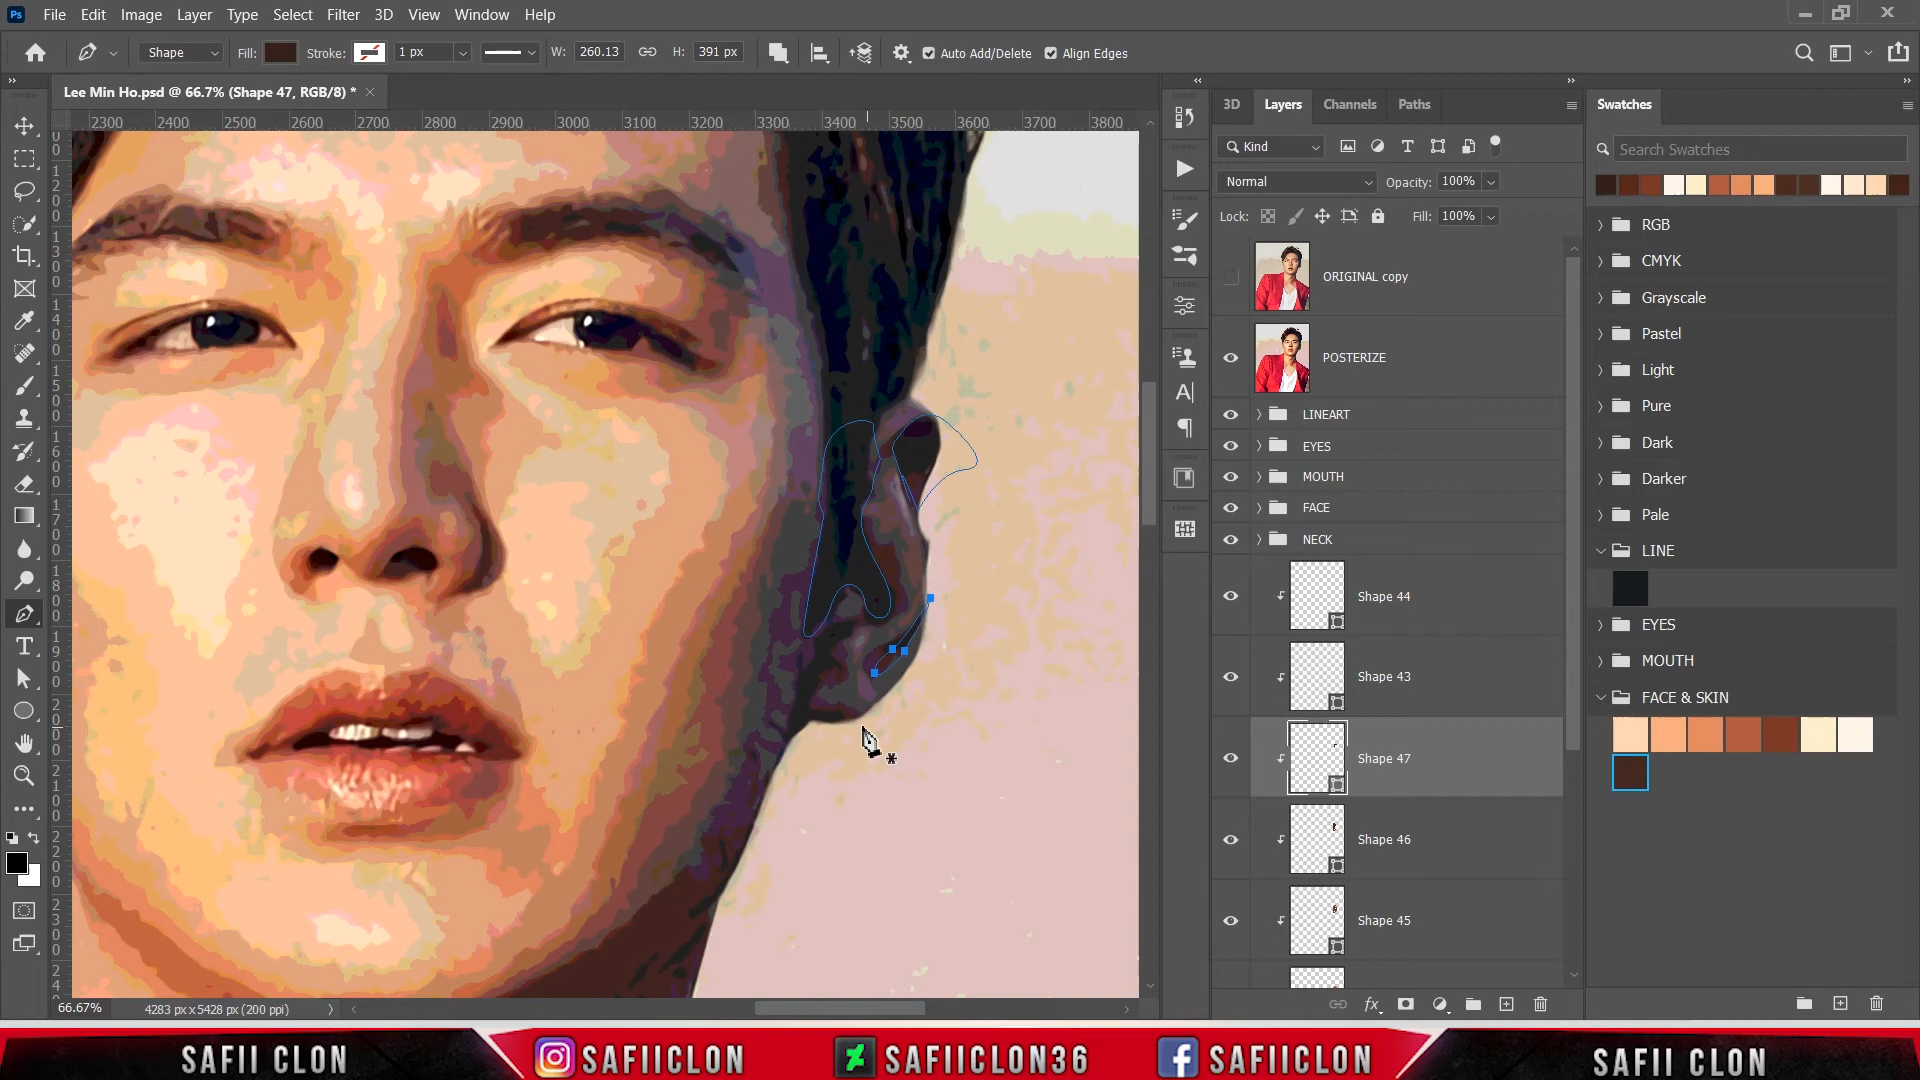 Ps File Edit Image Layer Type Select Filter 3D View Window Help
Shape Fill: Stroke: 1 px W: 260.13 H: 391 px Auto Add/Delete Align Edges
Lee Min Ho.psd @ 66.7% (Shape 47, RGB/8) *
2300 2400 2500 2600 2700 2800 2900 3000 3100 3200 3300 3400 3500 3600 3700 3800
3D Layers Channels Paths
Kind
Normal Opacity: 100%
Lock: Fill: 100%
ORIGINAL copy
POSTERIZE
LINEART
EYES
MOUTH
FACE
NECK
Shape 44
Shape 43
Shape 47
Shape 46
Shape 45
Swatches
Search Swatches
RGB
CMYK
Grayscale
Pastel
Light
Pure
Dark
Darker
Pale
LINE
EYES
MOUTH
FACE & SKIN
66.67% 4283 px x 5428 px (200 ppi)
SAFII CLON SAFIICLON SAFIICLON36 SAFIICLON SAFII CLON